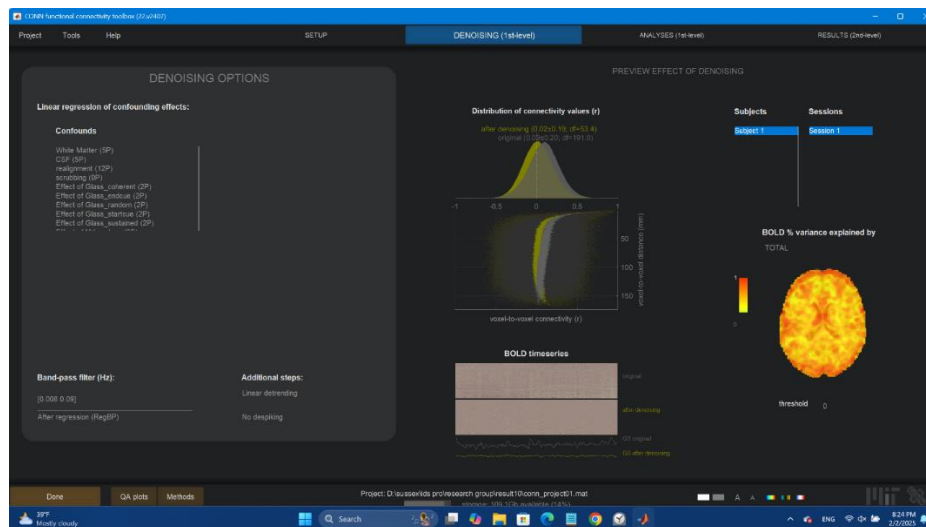 CONN functional connectivity toolbox (22.v2407)
Project Tools Help SETUP DENOISING (1st-level) ANALYSES (1st-level) RESULTS (2nd-level)
DENOISING OPTIONS
Linear regression of confounding effects:
Confounds
White Matter (5P)
CSF (5P)
realignment (12P)
scrubbing (0P)
Effect of Glass_coherent (2P)
Effect of Glass_endcue (2P)
Effect of Glass_random (2P)
Effect of Glass_startcue (2P)
Effect of Glass_sustained (2P)
Band-pass filter (Hz):
[0.008 0.09]
After regression (RegBP)
Additional steps:
Linear detrending
No despiking
PREVIEW EFFECT OF DENOISING
Distribution of connectivity values (r)
after denoising (0.02±0.19; df=53.4)
original (0.09±0.20; df=191.0)
-1 -0.5 0 0.5 1
50
100
150
voxel-to-voxel distance (mm)
voxel-to-voxel connectivity (r)
BOLD timeseries
original
after denoising
GS original
GS after denoising
Subjects
Subject 1
Sessions
Session 1
BOLD % variance explained by
TOTAL
1
0
threshold 0
Done QA plots Methods
Project: D:\sussex\lds pro\research group\result10\conn_project01.mat
storage: 109.1Gb available (14%)
A A
39°F
Mostly cloudy
Search
ENG
8:24 PM
2/2/2025